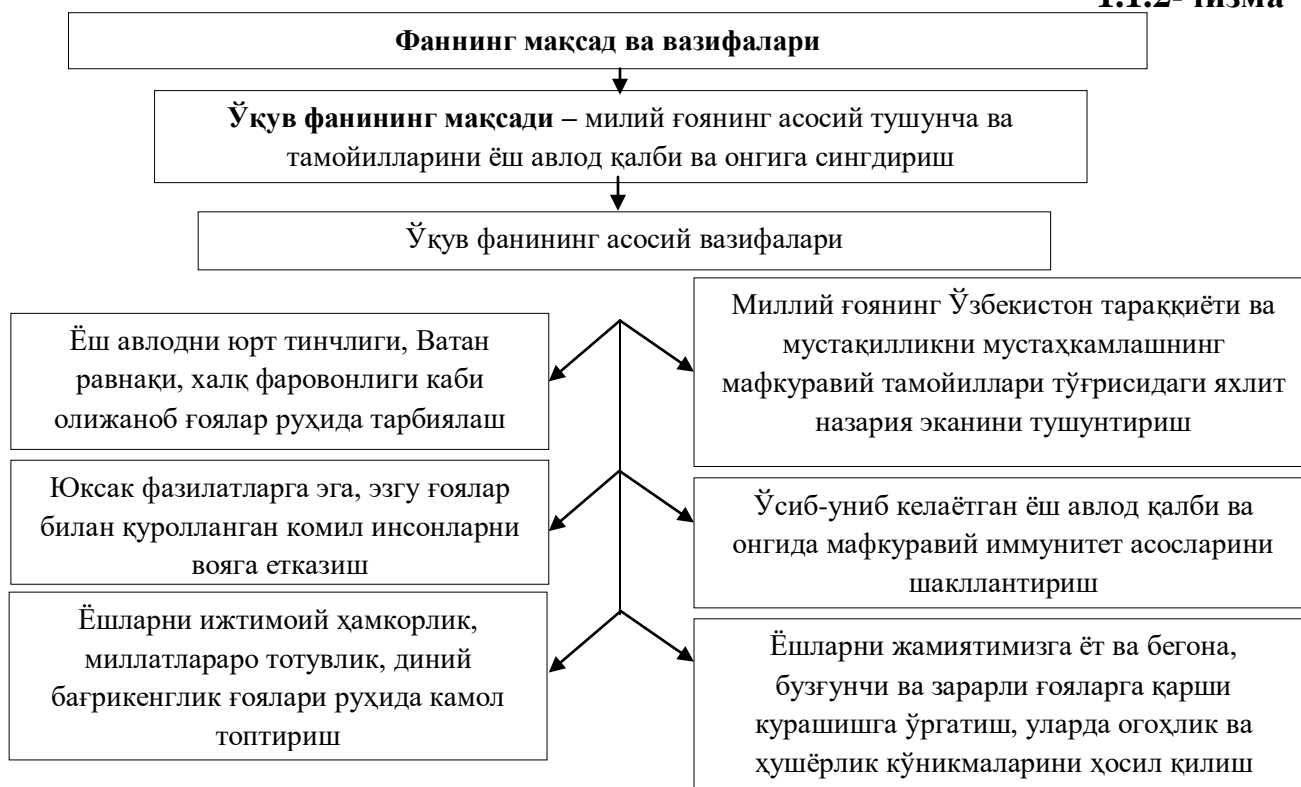 1.1.2-чизма
Фаннинг мақсад ва вазифалари
Ўқув фанининг мақсади – милий ғоянинг асосий тушунча ва
тамойилларини ёш авлод қалби ва онгига сингдириш
Ўқув фанининг асосий вазифалари
Ёш авлодни юрт тинчлиги, Ватан
равнақи, халқ фаровонлиги каби
олижаноб ғоялар руҳида тарбиялаш
Миллий ғоянинг Ўзбекистон тараққиёти ва
мустақилликни мустаҳкамлашнинг
мафкуравий тамойиллари тўғрисидаги яхлит
назария эканини тушунтириш
Юксак фазилатларга эга, эзгу ғоялар
билан қуролланган комил инсонларни
вояга етказиш
Ўсиб-униб келаётган ёш авлод қалби ва
онгида мафкуравий иммунитет асосларини
шакллантириш
Ёшларни ижтимоий ҳамкорлик,
миллатлараро тотувлик, диний
бағрикенглик ғоялари руҳида камол
топтириш
Ёшларни жамиятимизга ёт ва бегона,
бузғунчи ва зарарли ғояларга қарши
курашишга ўргатиш, уларда огоҳлик ва
ҳушёрлик кўникмаларини ҳосил қилиш